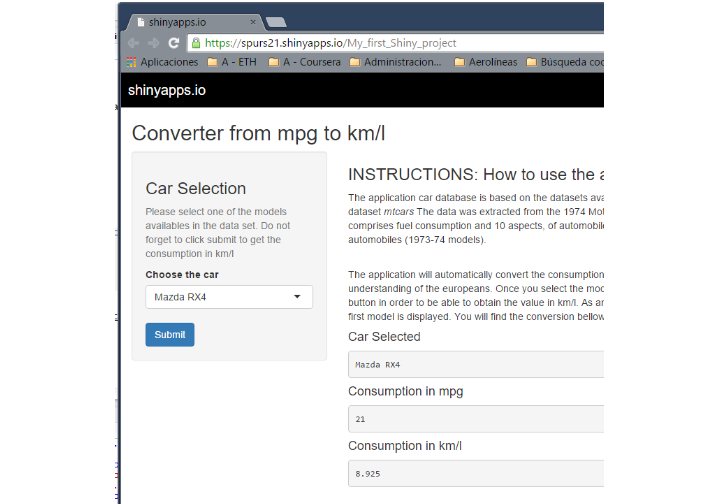 shinyapps.io
https://spurs21.shinyapps.io/My_first_Shiny_project
Aplicaciones A - ETH A - Coursera Administracion... Aerolíneas Búsqueda
shinyapps.io
Converter from mpg to km/l
Car Selection
Please select one of the models
availables in the data set. Do not
forget to click submit to get the
consumption in km/l
Choose the car
Mazda RX4
Submit
INSTRUCTIONS: How to use the
The application car database is based on the datasets
dataset mtcars The data was extracted from the 1974
comprises fuel consumption and 10 aspects, of
automobiles (1973-74 models).
The application will automatically convert the consumption
understanding of the europeans. Once you select the
button in order to be able to obtain the value in km/l. As
first model is displayed. You will find the conversion bellow
Car Selected
Mazda RX4
Consumption in mpg
21
Consumption in km/l
8.925